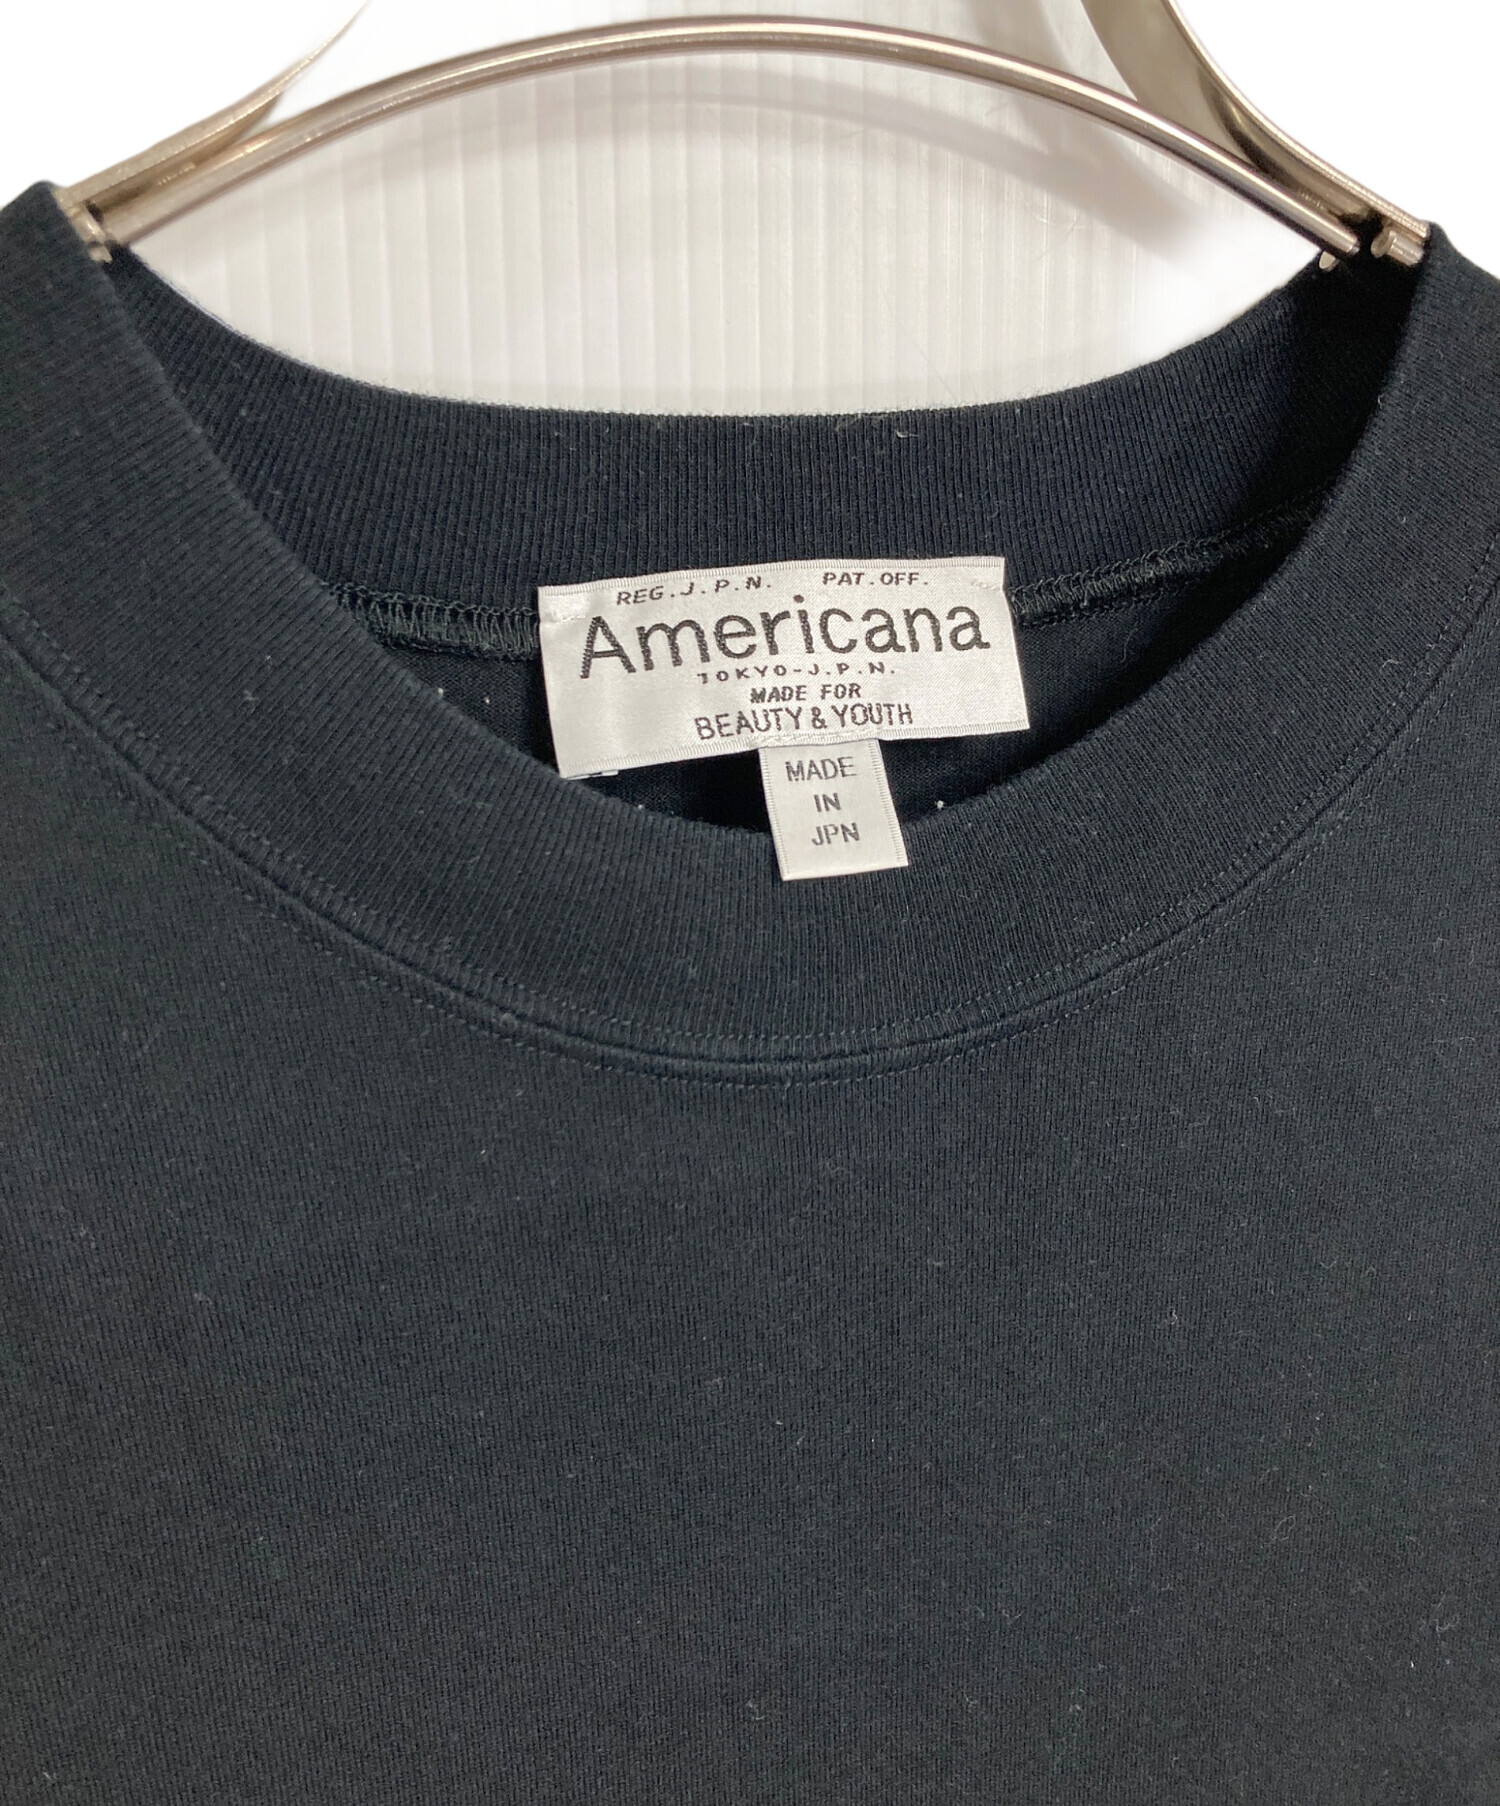 REG.J.P.N. PAT.OFF.
Americana
TOKYO-J.P.N.
MADE FOR
BEAUTY & YOUTH
MADE
IN
JPN